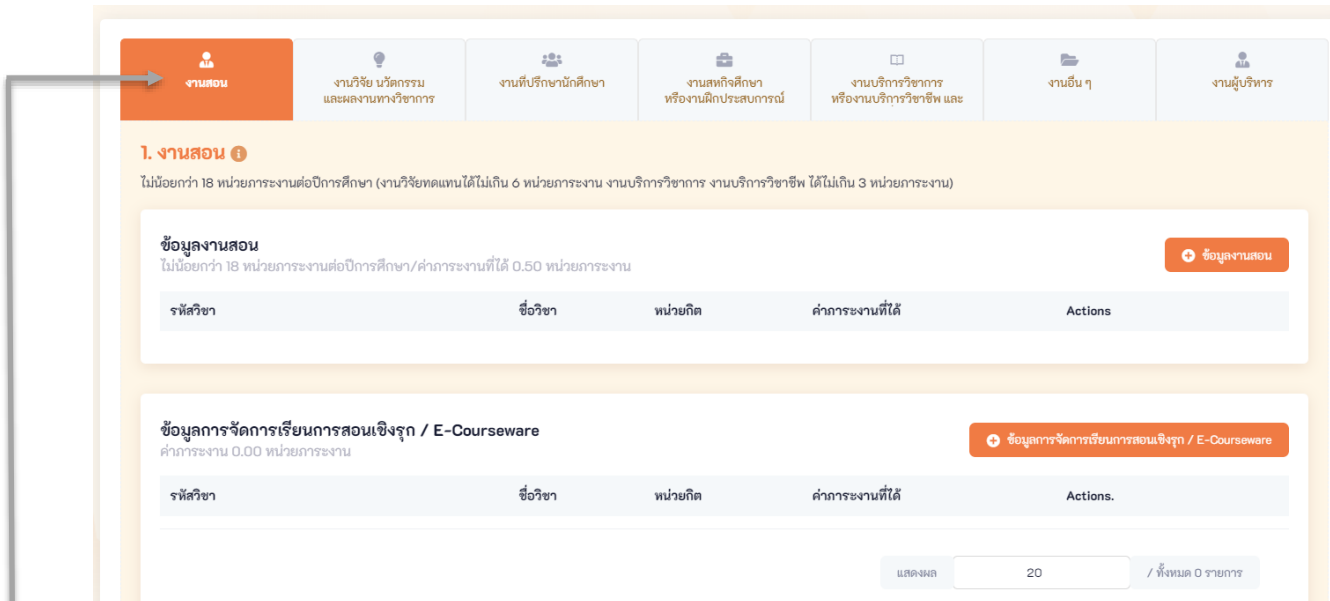 งานสอน
งานวิจัย นวัตกรรม
และผลงานทางวิชาการ
งานที่ปรึกษานักศึกษา
งานสหกิจศึกษา
หรืองานฝึกประสบการณ์
งานบริการวิชาการ
หรืองานบริการวิชาชีพ และ
งานอื่น ๆ
งานผู้บริหาร
1. งานสอน
ไม่น้อยกว่า 18 หน่วยภาระงานต่อปีการศึกษา (งานวิจัยทดแทนได้ไม่เกิน 6 หน่วยภาระงาน งานบริการวิชาการ งานบริการวิชาชีพ ได้ไม่เกิน 3 หน่วยภาระงาน)
ข้อมูลงานสอน
ไม่น้อยกว่า 18 หน่วยภาระงานต่อปีการศึกษา/ค่าภาระงานที่ได้ 0.50 หน่วยภาระงาน
ข้อมูลงานสอน
รหัสวิชา ชื่อวิชา หน่วยกิต ค่าภาระงานที่ได้ Actions
ข้อมูลการจัดการเรียนการสอนเชิงรุก / E-Courseware
ค่าภาระงาน 0.00 หน่วยภาระงาน
ข้อมูลการจัดการเรียนการสอนเชิงรุก / E-Courseware
รหัสวิชา ชื่อวิชา หน่วยกิต ค่าภาระงานที่ได้ Actions.
แสดงผล 20 / ทั้งหมด 0 รายการ